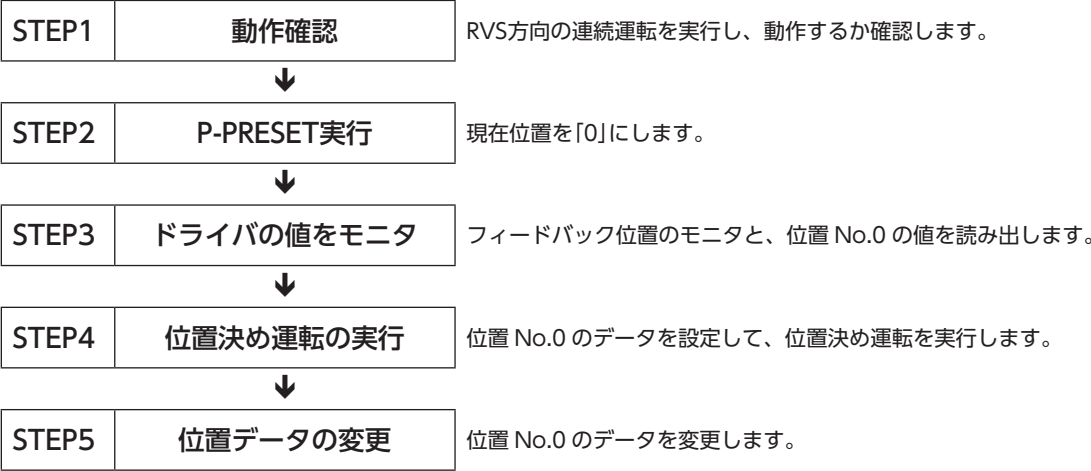 STEP1 動作確認 RVS方向の連続運転を実行し、動作するか確認します。
STEP2 P-PRESET実行 現在位置を｢0｣にします。
STEP3 ドライバの値をモニタ フィードバック位置のモニタと、位置 No.0 の値を読み出します。
STEP4 位置決め運転の実行 位置 No.0 のデータを設定して、位置決め運転を実行します。
STEP5 位置データの変更 位置 No.0 のデータを変更します。